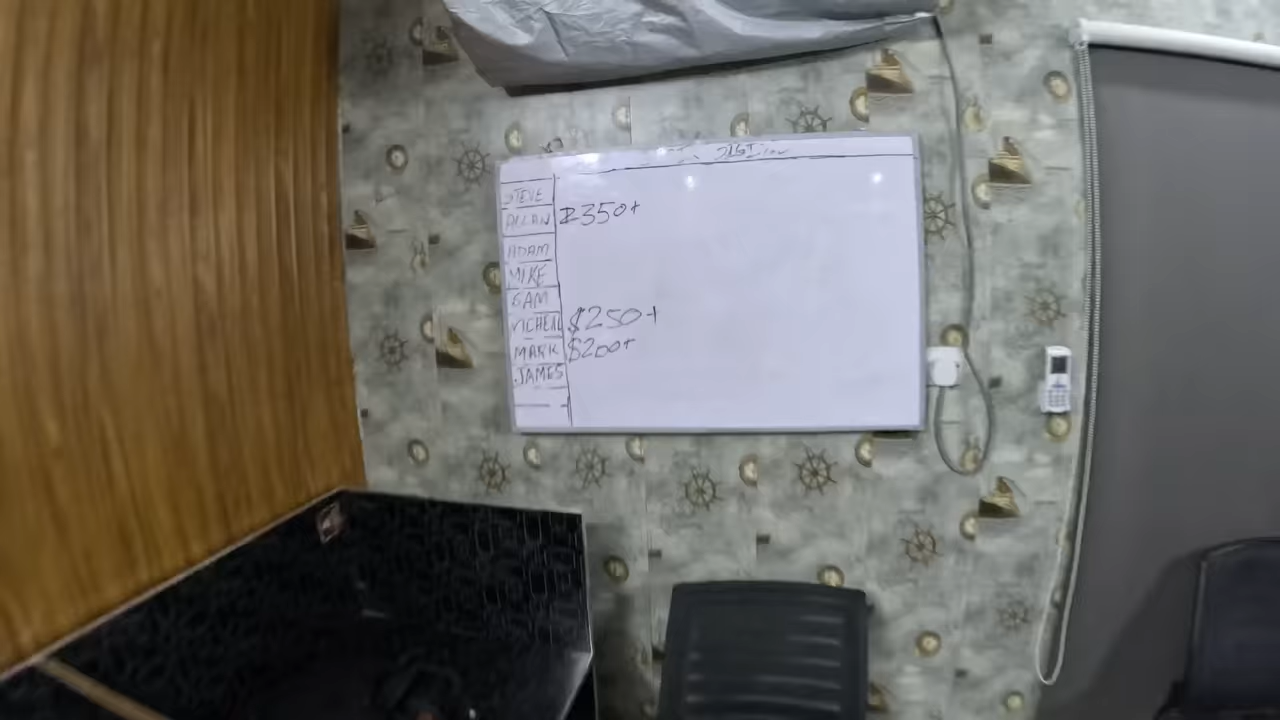 STEVE
ALLAN $350+
ADAM
MIKE
SAM
MICHEAL $250+
MARK $200+
JAMES